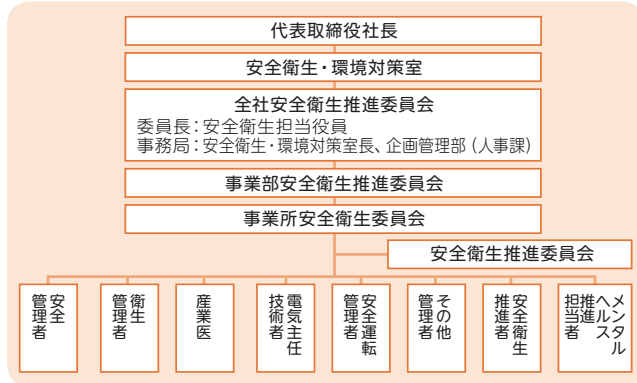 代表取締役社長
安全衛生・環境対策室
全社安全衛生推進委員会
委員長：安全衛生担当役員
事務局：安全衛生・環境対策室長、企画管理部（人事課）
事業部安全衛生推進委員会
事業所安全衛生委員会
安全衛生推進委員会
安全
管理者
衛生
管理者
産業医
電気主任
技術者
安全運転
管理者
その他
管理者
安全衛生
推進者
メンタル
ヘルス
推進
担当者